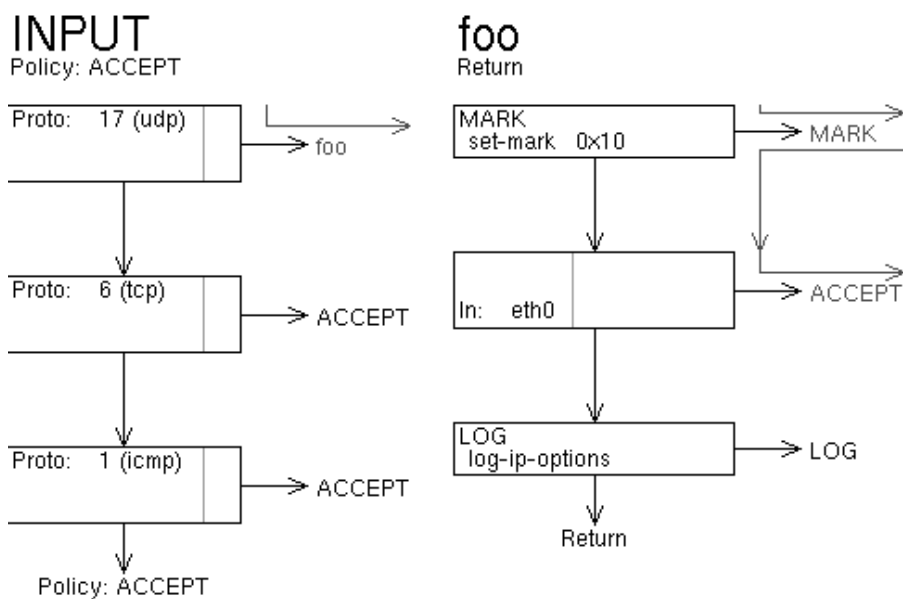 INPUT
Policy: ACCEPT
Proto: 17 (udp)
foo
Proto: 6 (tcp)
ACCEPT
Proto: 1 (icmp)
ACCEPT
Policy: ACCEPT
foo
Return
MARK
set-mark 0x10
MARK
In: eth0
ACCEPT
LOG
log-ip-options
LOG
Return